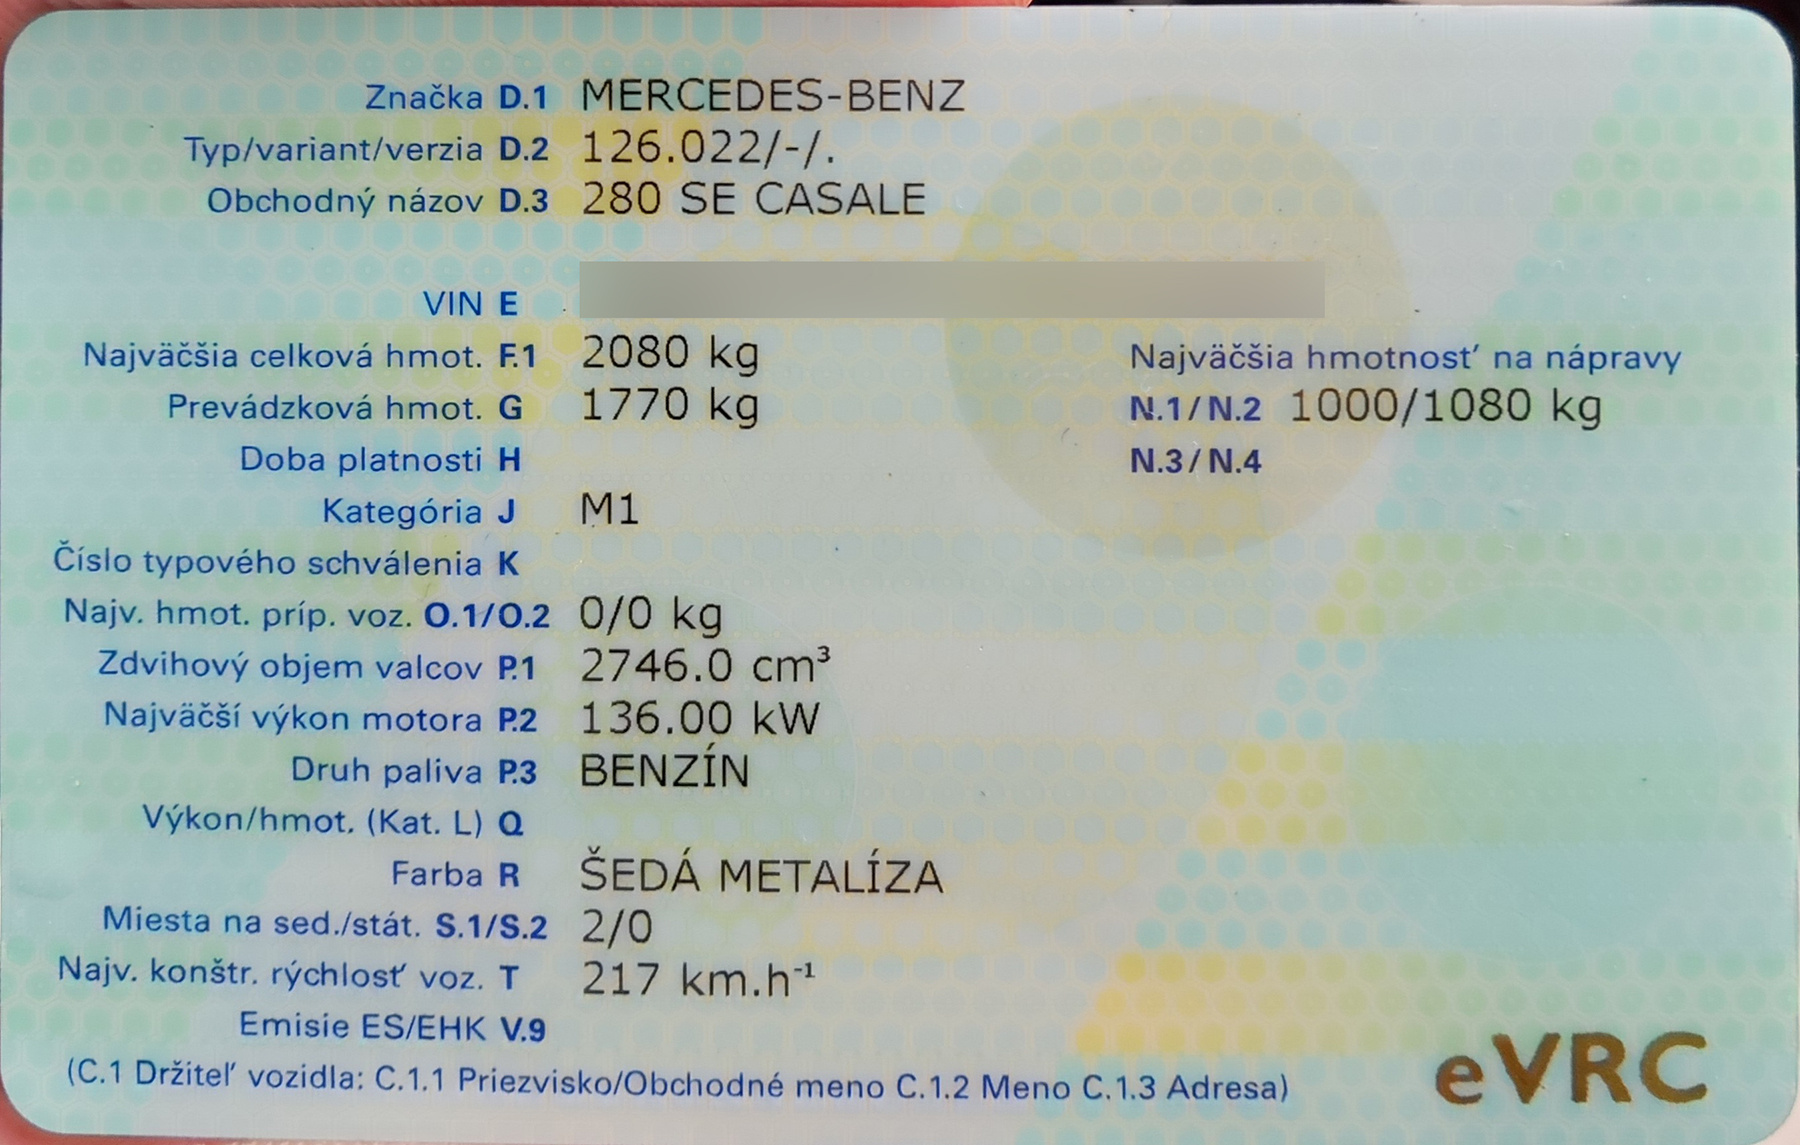 Značka D.1 MERCEDES-BENZ
Typ/variant/verzia D.2 126.022/-/.
Obchodný názov D.3 280 SE CASALE
VIN E
Najväčšia celková hmot. F.1 2080 kg Najväčšia hmotnosť na nápravy
Prevádzková hmot. G 1770 kg N.1/N.2 1000/1080 kg
Doba platnosti H N.3/N.4
Kategória J M1
Číslo typového schválenia K
Najv. hmot. príp. voz. O.1/O.2 0/0 kg
Zdvihový objem valcov P.1 2746.0 cm³
Najväčší výkon motora P.2 136.00 kW
Druh paliva P.3 BENZÍN
Výkon/hmot. (Kat. L) Q
Farba R ŠEDÁ METALÍZA
Miesta na sed./stát. S.1/S.2 2/0
Najv. konštr. rýchlosť voz. T 217 km.h⁻¹
Emisie ES/EHK V.9
(C.1 Držiteľ vozidla: C.1.1 Priezvisko/Obchodné meno C.1.2 Meno C.1.3 Adresa)
eVRC